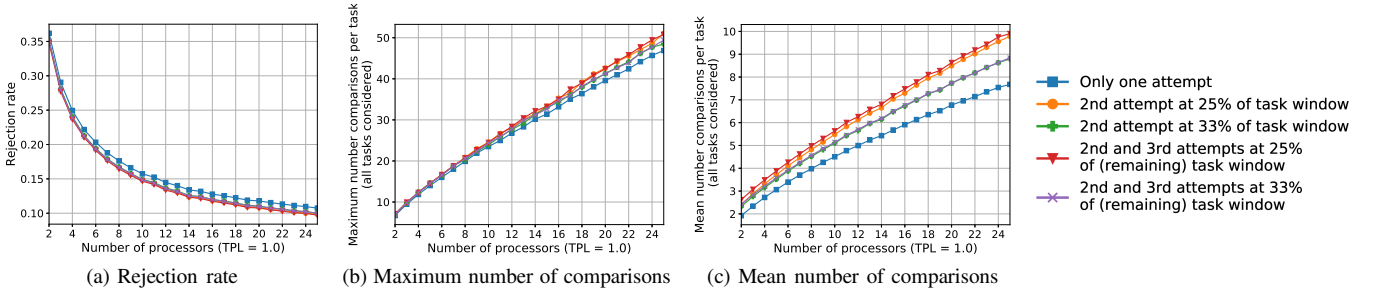 0.35
0.30
0.25
0.20
0.15
0.10
Rejection rate
2 4 6 8 10 12 14 16 18 20 22 24
Number of processors (TPL = 1.0)
(a) Rejection rate
50
40
30
20
10
Maximum number comparisons per task
(all tasks considered)
2 4 6 8 10 12 14 16 18 20 22 24
Number of processors (TPL = 1.0)
(b) Maximum number of comparisons
10
9
8
7
6
5
4
3
2
Mean number comparisons per task
(all tasks considered)
2 4 6 8 10 12 14 16 18 20 22 24
Number of processors (TPL = 1.0)
(c) Mean number of comparisons
Only one attempt
2nd attempt at 25% of task window
2nd attempt at 33% of task window
2nd and 3rd attempts at 25%
of (remaining) task window
2nd and 3rd attempts at 33%
of (remaining) task window